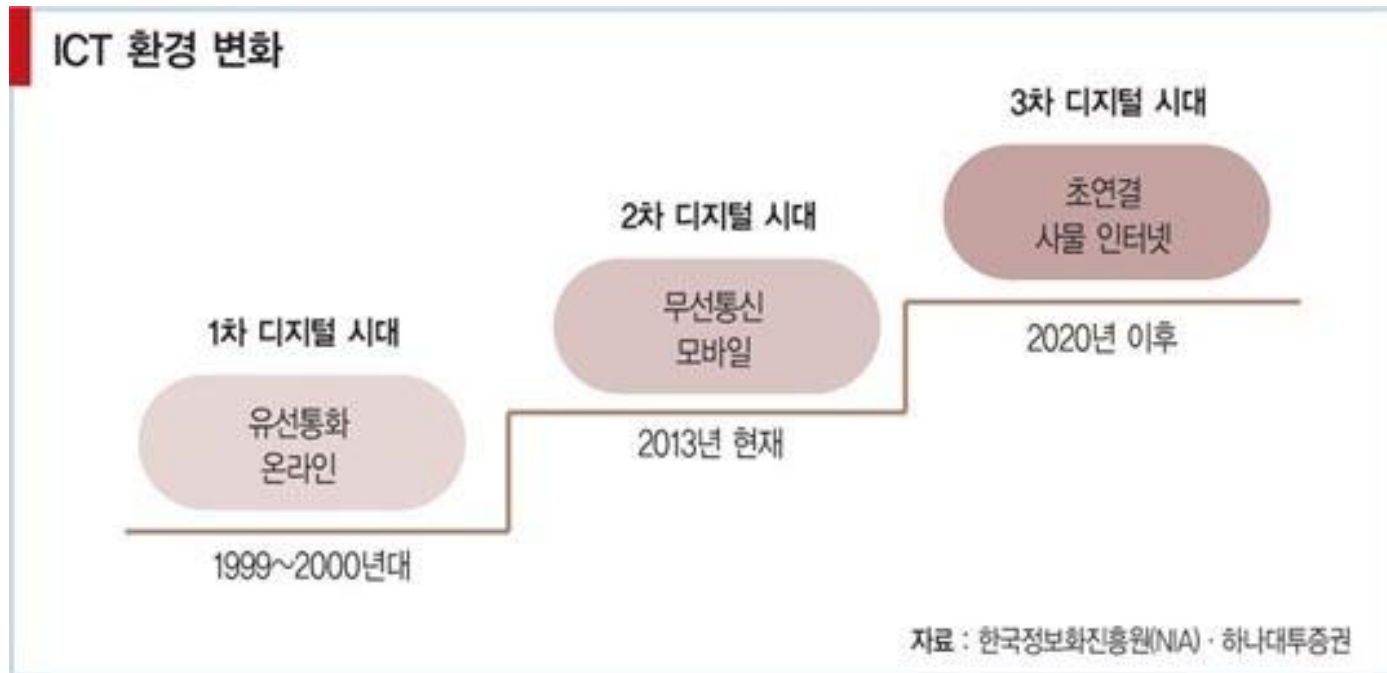 ICT 환경 변화
1차 디지털 시대
유선통화
온라인
1999~2000년대
2차 디지털 시대
무선통신
모바일
2013년 현재
3차 디지털 시대
초연결
사물 인터넷
2020년 이후
자료 : 한국정보화진흥원(NIA) · 하나대투증권